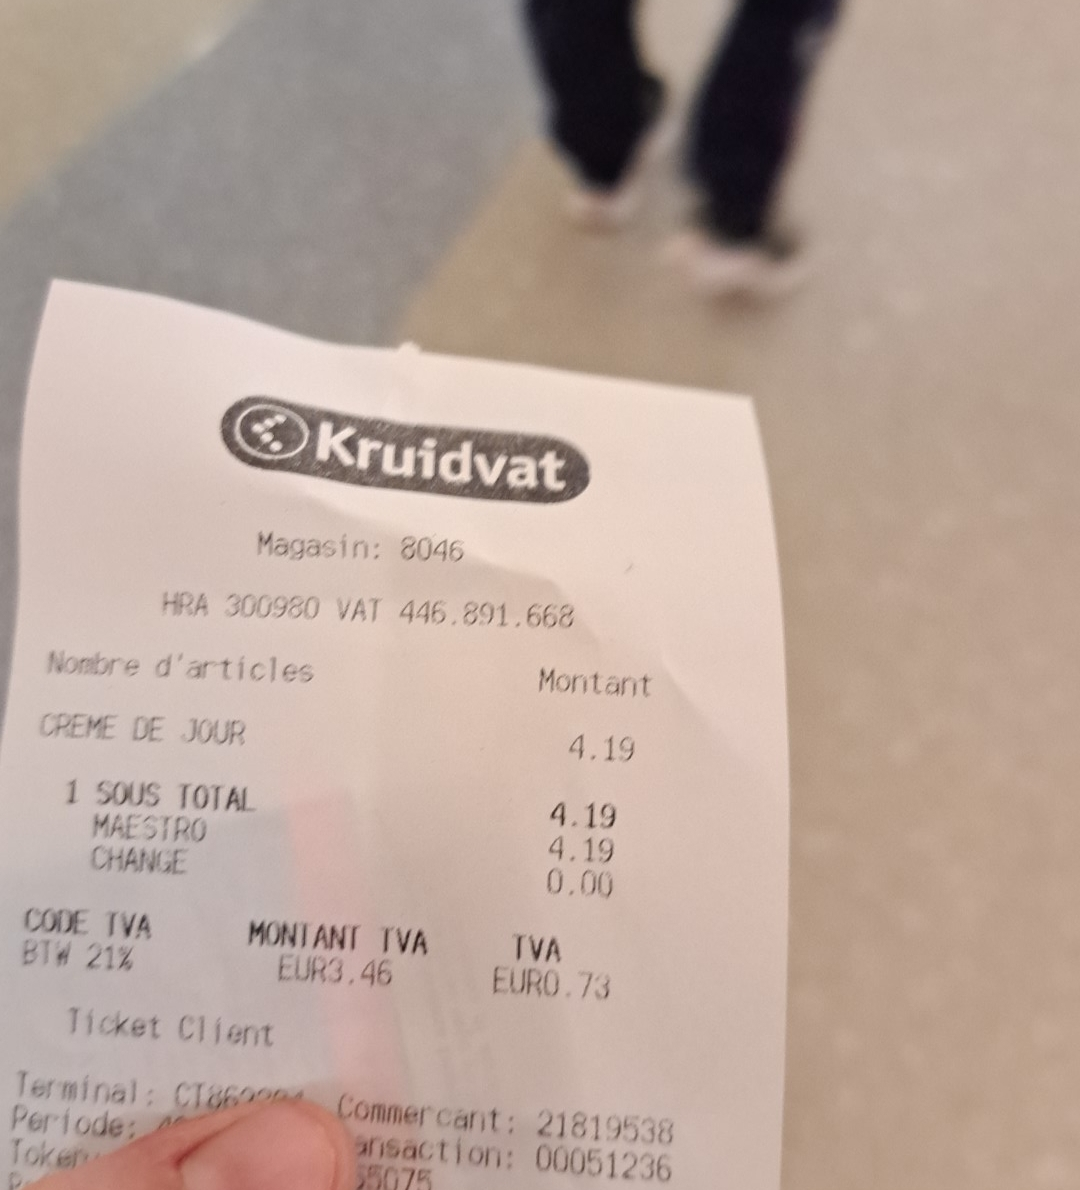 Kruidvat
Magasin: 8046
HRA 300980 VAT 446.891.668
Nombre d'articles Montant
CREME DE JOUR 4.19
1 SOUS TOTAL 4.19
MAESTRO 4.19
CHANGE 0.00
CODE TVA MONTANT TVA TVA
BTW 21% EUR3.46 EUR0.73
Ticket Client
Terminal: Commercant: 21819538
Periode: 00051236